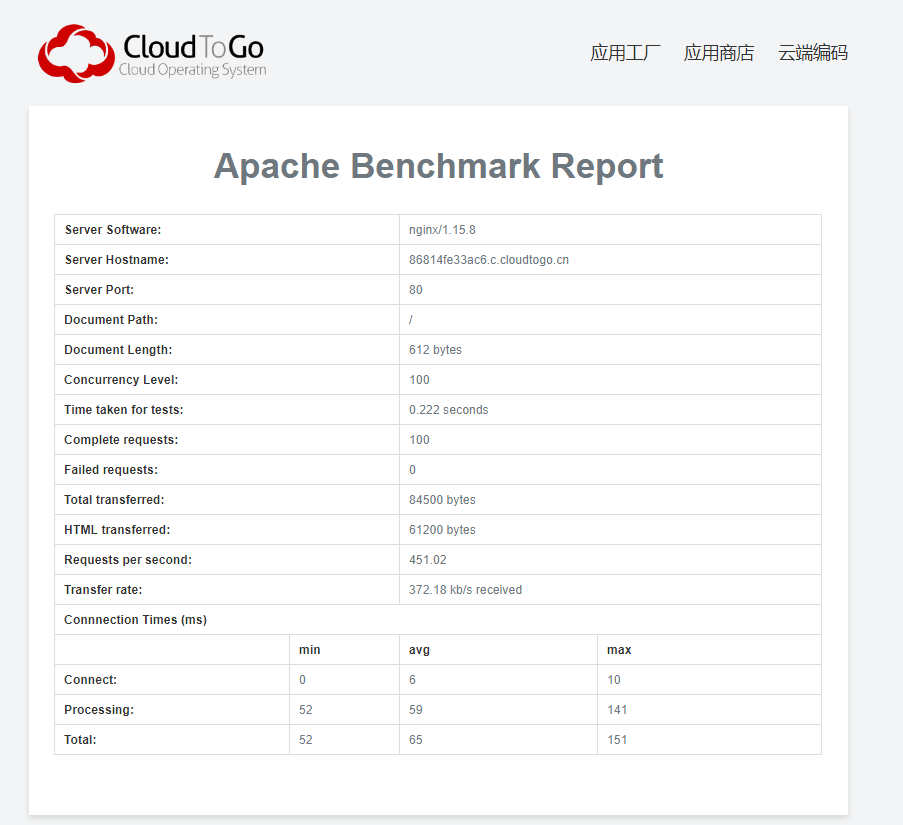 CloudToGo
Cloud Operating System
应用工厂 应用商店 云端编码
Apache Benchmark Report
Server Software: nginx/1.15.8
Server Hostname: 86814fe33ac6.c.cloudtogo.cn
Server Port: 80
Document Path: /
Document Length: 612 bytes
Concurrency Level: 100
Time taken for tests: 0.222 seconds
Complete requests: 100
Failed requests: 0
Total transferred: 84500 bytes
HTML transferred: 61200 bytes
Requests per second: 451.02
Transfer rate: 372.18 kb/s received
Connnection Times (ms)
min avg max
Connect: 0 6 10
Processing: 52 59 141
Total: 52 65 151